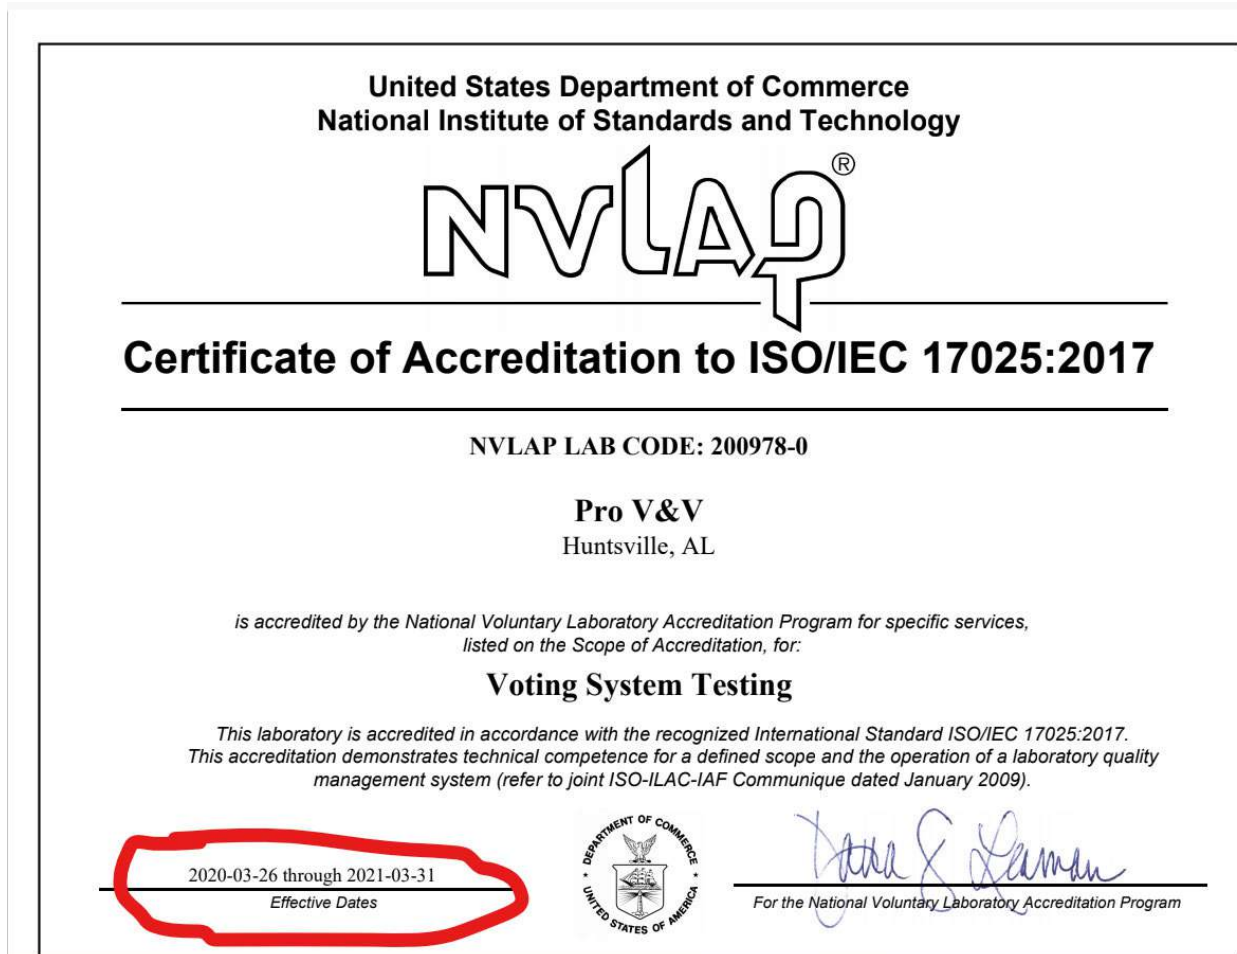 United States Department of Commerce
National Institute of Standards and Technology
NVLAP®
Certificate of Accreditation to ISO/IEC 17025:2017
NVLAP LAB CODE: 200978-0
Pro V&V
Huntsville, AL
is accredited by the National Voluntary Laboratory Accreditation Program for specific services,
listed on the Scope of Accreditation, for:
Voting System Testing
This laboratory is accredited in accordance with the recognized International Standard ISO/IEC 17025:2017.
This accreditation demonstrates technical competence for a defined scope and the operation of a laboratory quality
management system (refer to joint ISO-ILAC-IAF Communique dated January 2009).
2020-03-26 through 2021-03-31
Effective Dates
DEPARTMENT OF COMMERCE
UNITED STATES OF AMERICA
For the National Voluntary Laboratory Accreditation Program